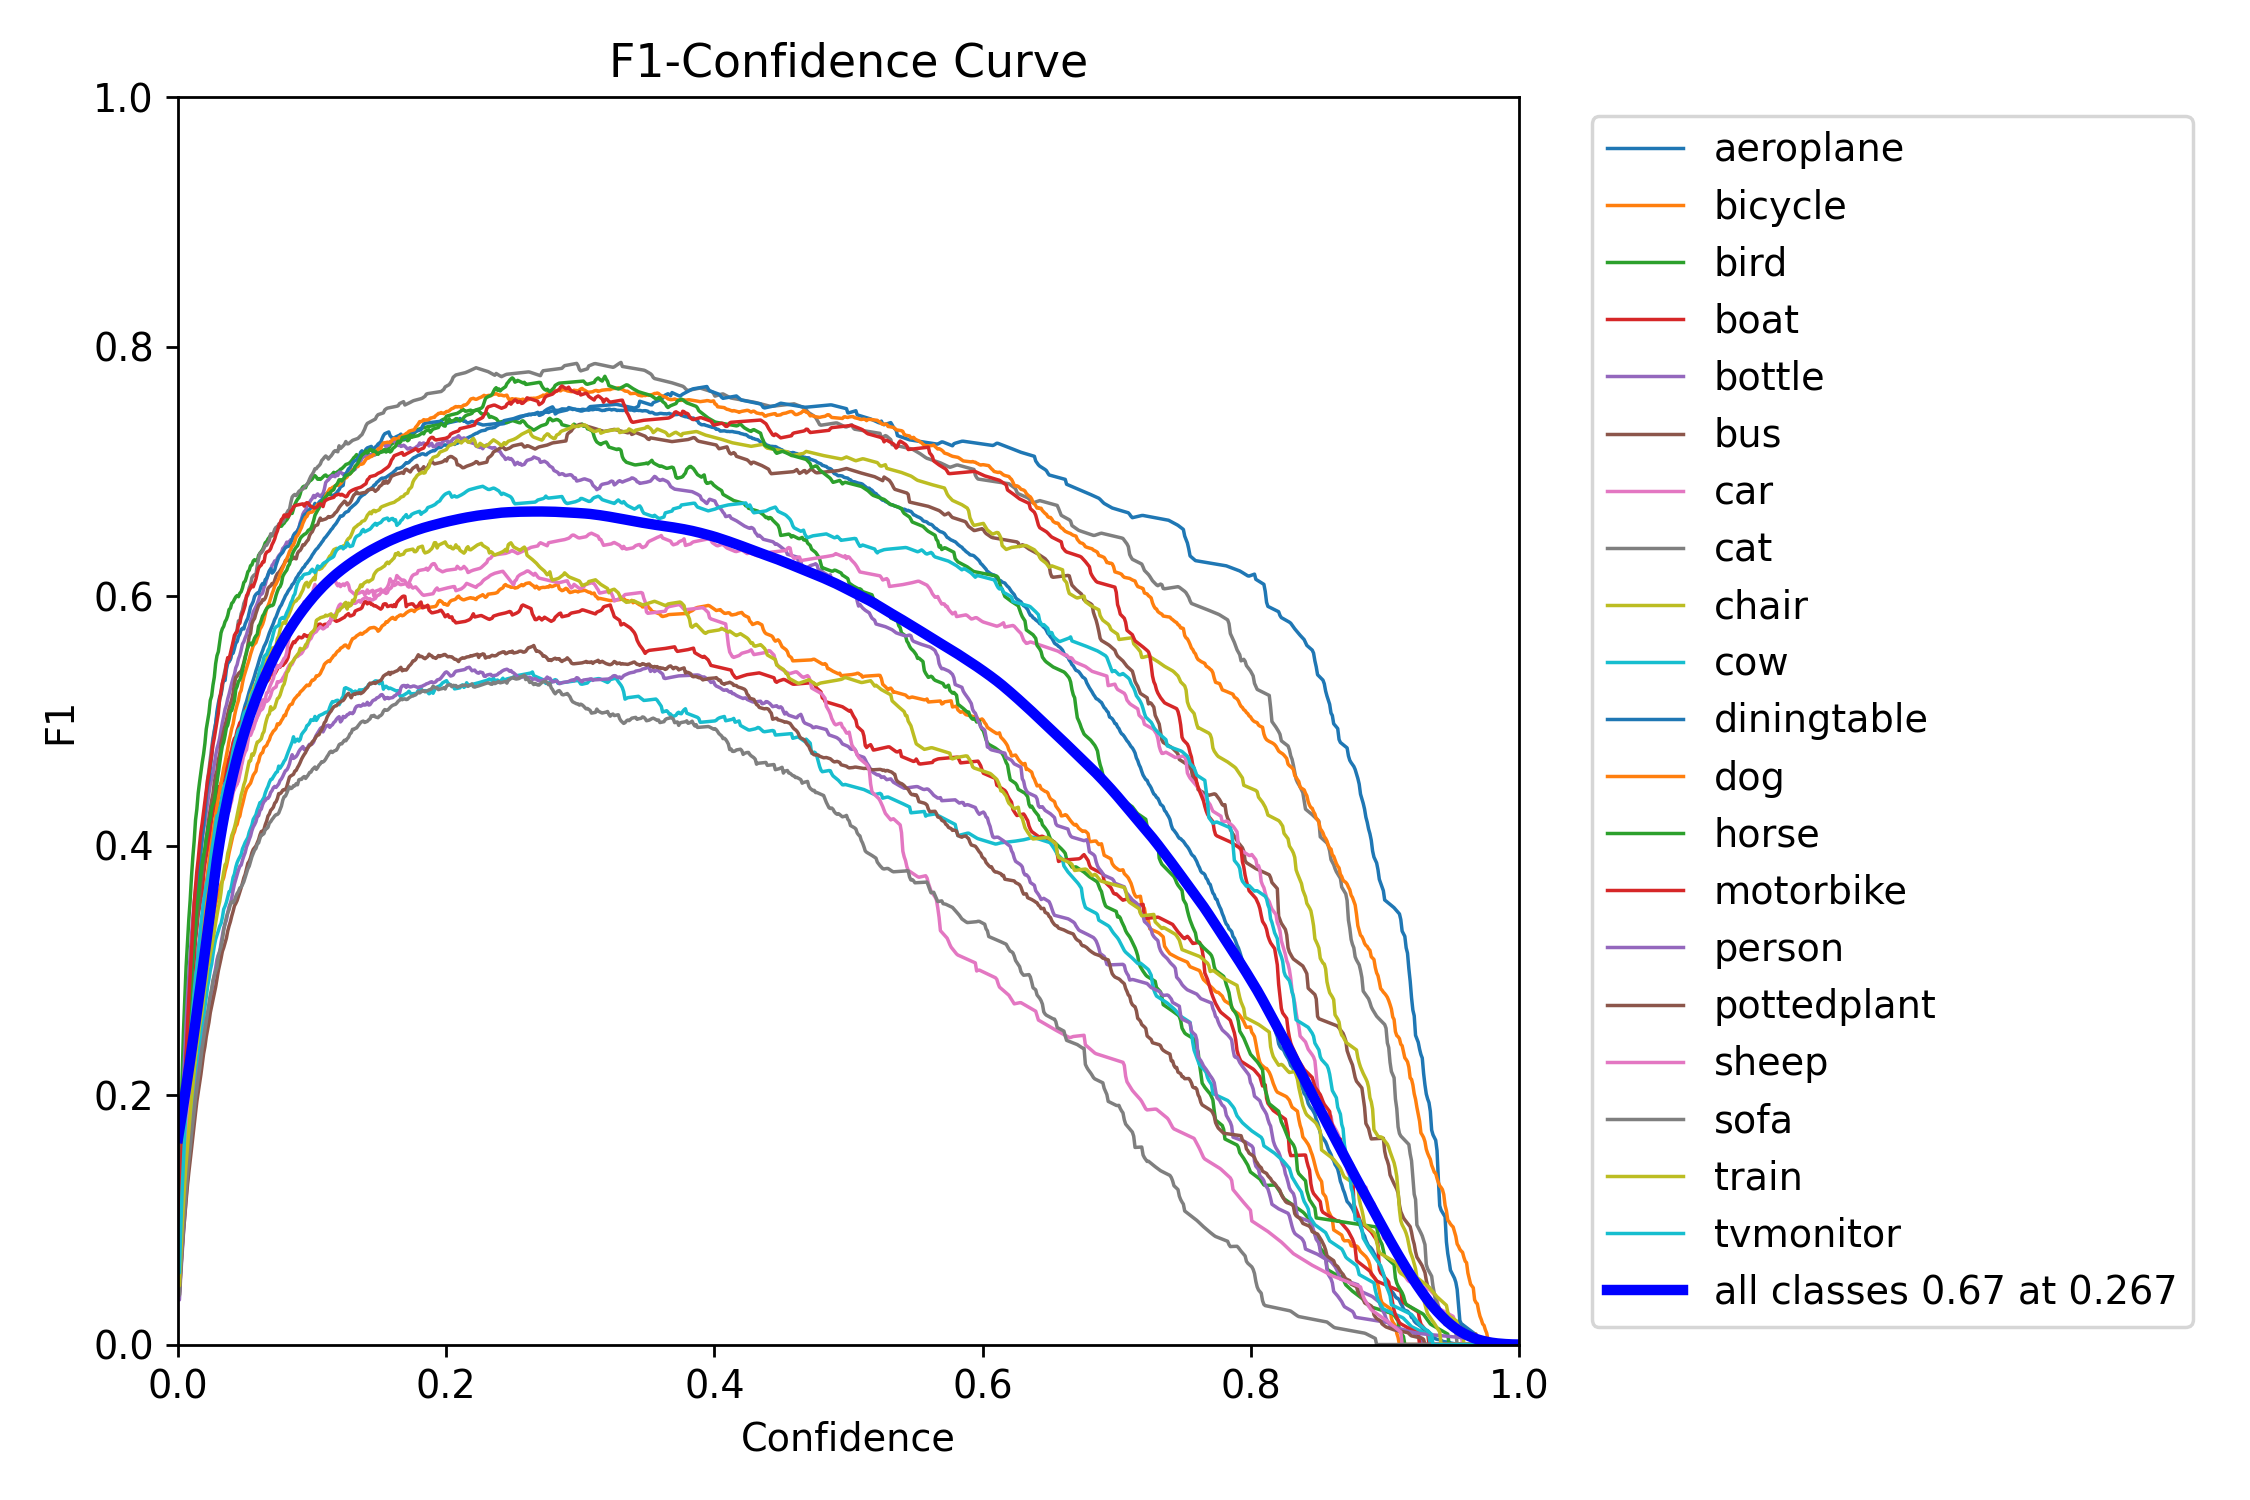 F1-Confidence Curve
1.0
0.8
0.6
0.4
0.2
0.0
F1
0.0 0.2 0.4 0.6 0.8 1.0
Confidence
aeroplane
bicycle
bird
boat
bottle
bus
car
cat
chair
cow
diningtable
dog
horse
motorbike
person
pottedplant
sheep
sofa
train
tvmonitor
all classes 0.67 at 0.267